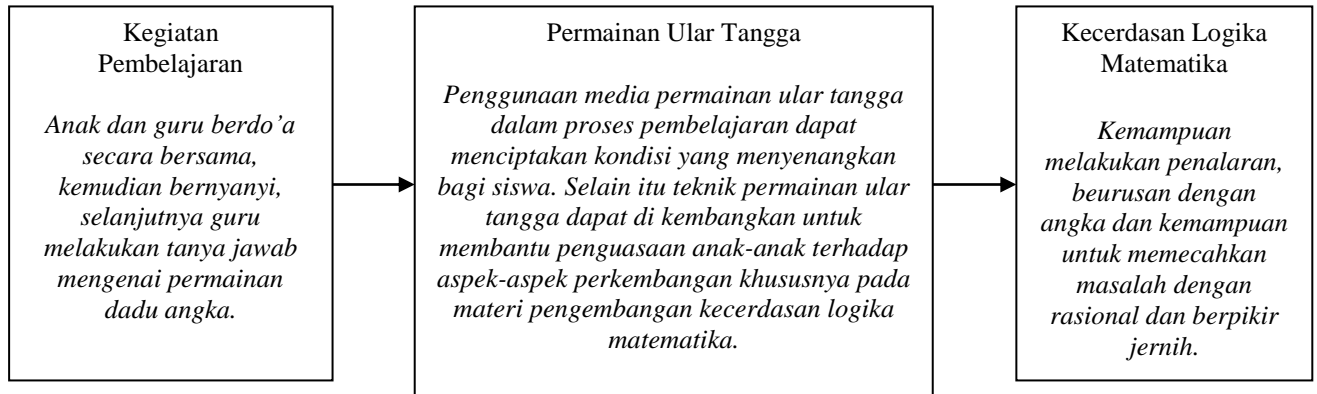 Kegiatan
Pembelajaran
Anak dan guru berdo’a
secara bersama,
kemudian bernyanyi,
selanjutnya guru
melakukan tanya jawab
mengenai permainan
dadu angka.
Permainan Ular Tangga
Penggunaan media permainan ular tangga
dalam proses pembelajaran dapat
menciptakan kondisi yang menyenangkan
bagi siswa. Selain itu teknik permainan ular
tangga dapat di kembangkan untuk
membantu penguasaan anak-anak terhadap
aspek-aspek perkembangan khususnya pada
materi pengembangan kecerdasan logika
matematika.
Kecerdasan Logika
Matematika
Kemampuan
melakukan penalaran,
beurusan dengan
angka dan kemampuan
untuk memecahkan
masalah dengan
rasional dan berpikir
jernih.